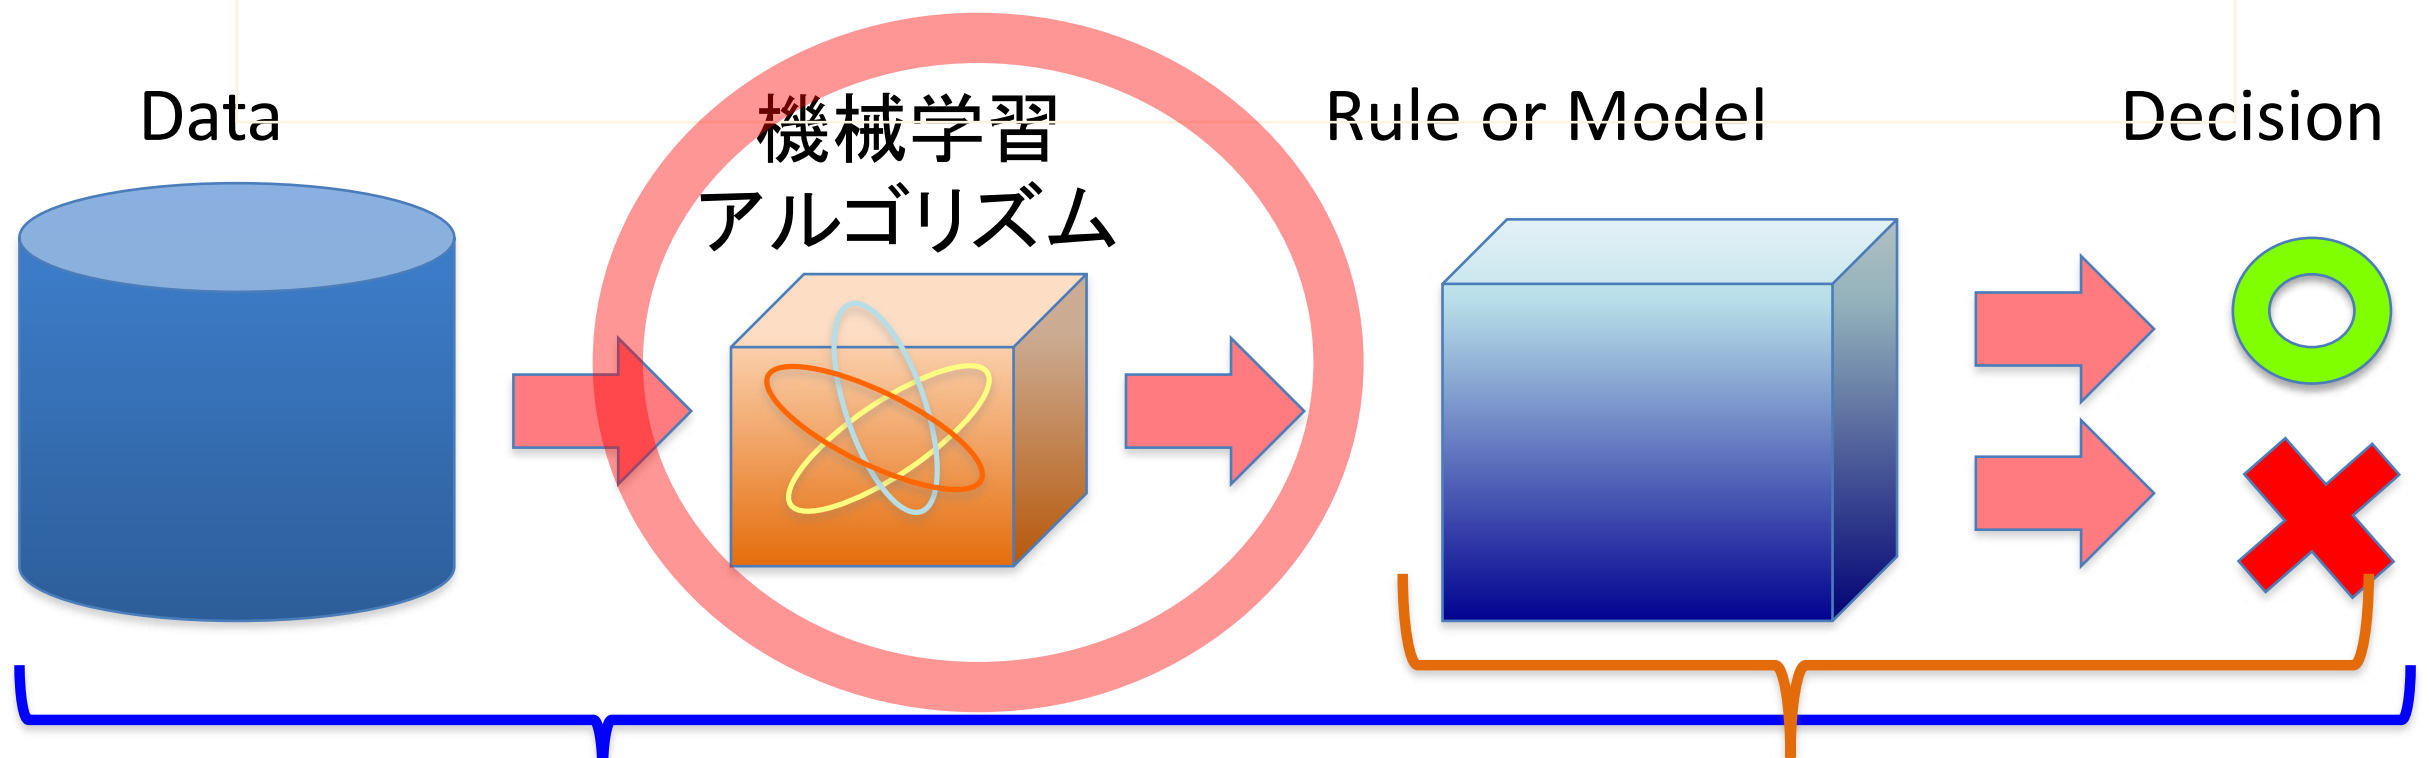 Data
機械学習
アルゴリズム
Rule or Model
Decision